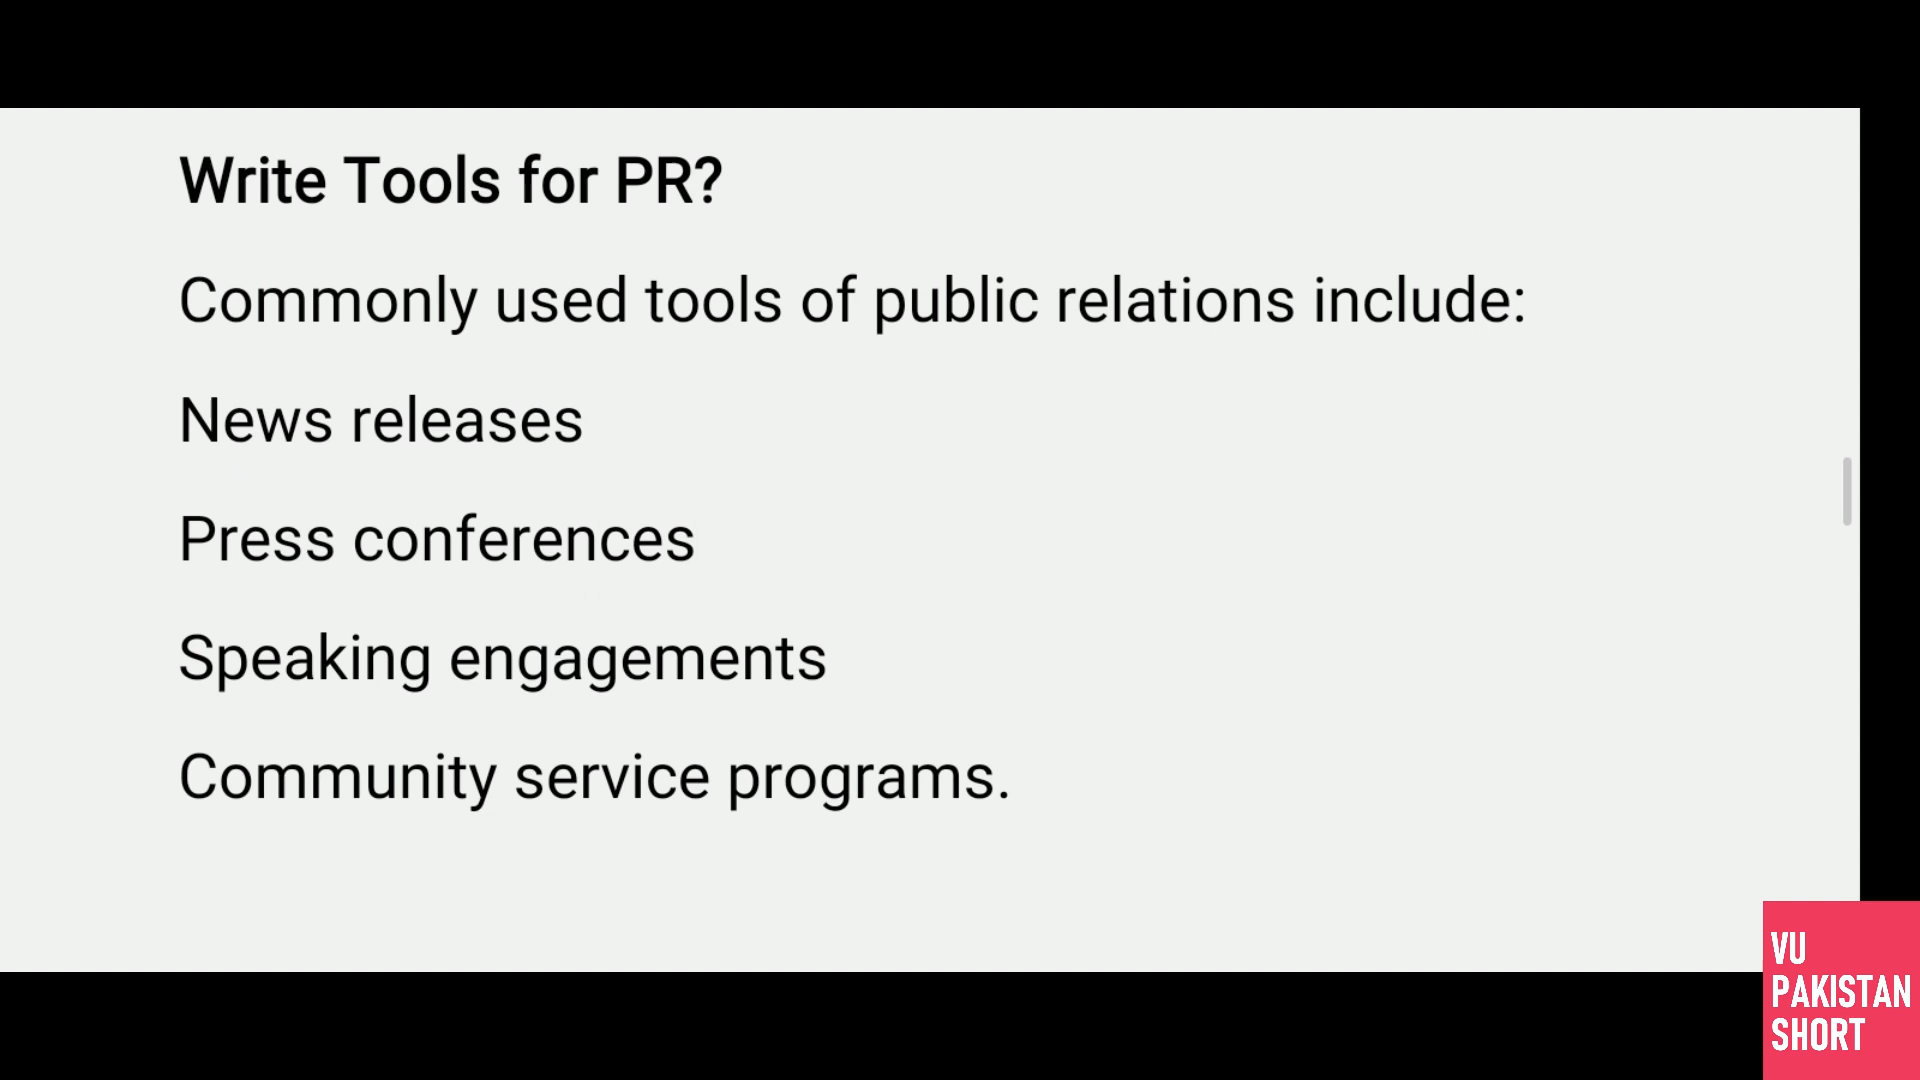 Write Tools for PR?
Commonly used tools of public relations include:
News releases
Press conferences
Speaking engagements
Community service programs.
VU
PAKISTAN
SHORT